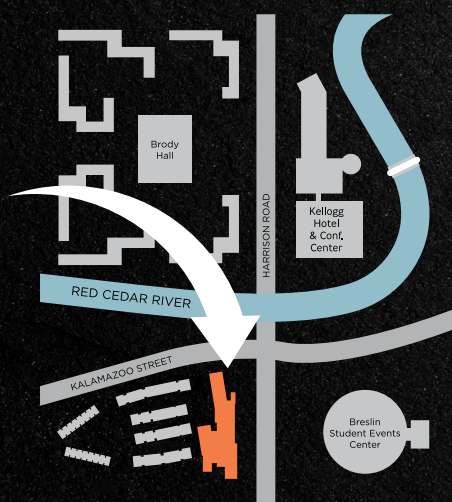 Brody
Hall
HARRISON ROAD
Kellogg
Hotel
& Conf.
Center
RED CEDAR RIVER
KALAMAZOO STREET
Breslin
Student Events
Center